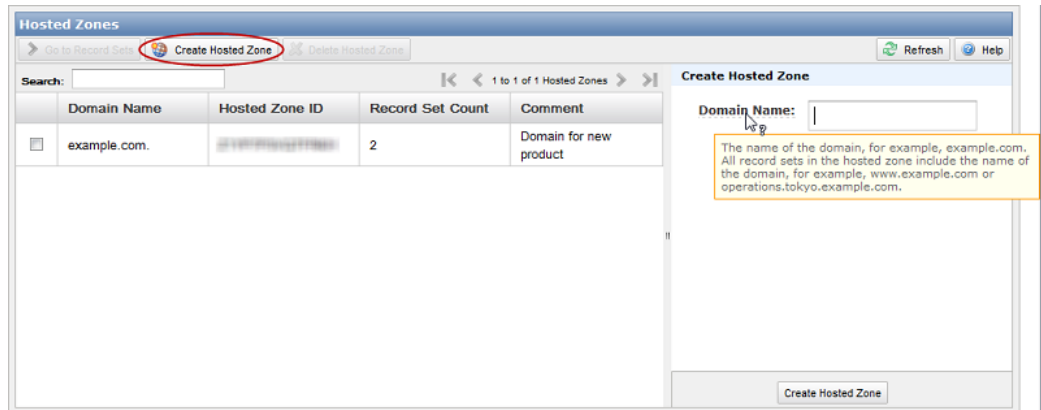 Hosted Zones
Go to Record Sets Create Hosted Zone Delete Hosted Zone Refresh Help
Search: 1 to 1 of 1 Hosted Zones Create Hosted Zone
Domain Name Hosted Zone ID Record Set Count Comment
Domain Name:
example.com. 2 Domain for new
product
The name of the domain, for example, example.com.
All record sets in the hosted zone include the name of
the domain, for example, www.example.com or
operations.tokyo.example.com.
Create Hosted Zone